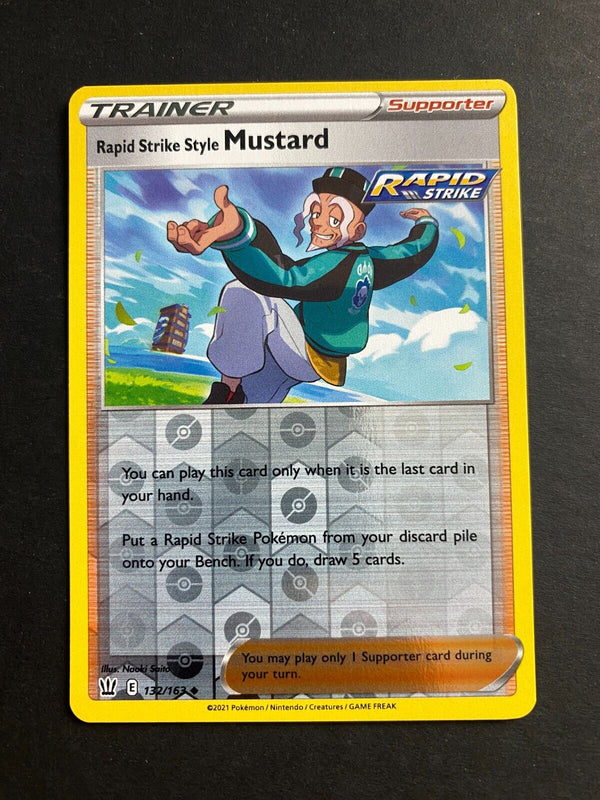 TRAINER Supporter
Rapid Strike Style Mustard
RAPID
STRIKE
You can play this card only when it is the last card in
your hand.
Put a Rapid Strike Pokémon from your discard pile
onto your Bench. If you do, draw 5 cards.
Illus. Naoki Saito
You may play only 1 Supporter card during
your turn.
E 132/163
©2021 Pokémon / Nintendo / Creatures / GAME FREAK